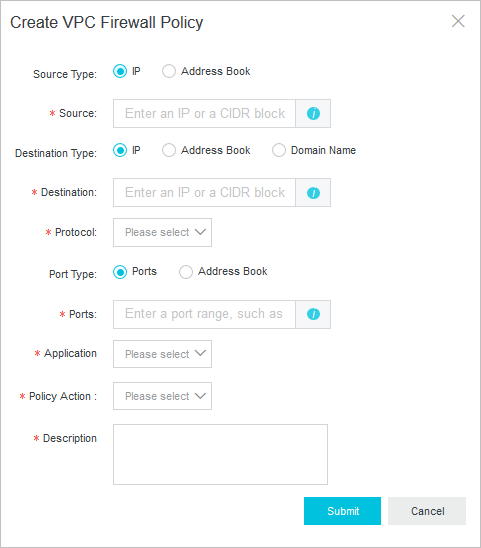 Create VPC Firewall Policy
Source Type: IP Address Book
* Source: Enter an IP or a CIDR block i
Destination Type: IP Address Book Domain Name
* Destination: Enter an IP or a CIDR block i
* Protocol: Please select
Port Type: Ports Address Book
* Ports: Enter a port range, such as i
* Application Please select
* Policy Action : Please select
* Description
Submit Cancel